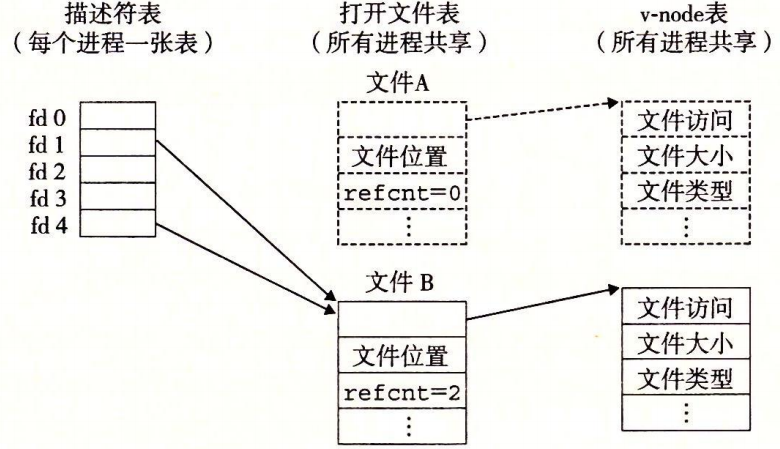 描述符表
（每个进程一张表）
打开文件表
（所有进程共享）
v-node表
（所有进程共享）
fd 0
fd 1
fd 2
fd 3
fd 4
文件A
文件位置
refcnt=0
⋮
文件访问
文件大小
文件类型
⋮
文件 B
文件位置
refcnt=2
⋮
文件访问
文件大小
文件类型
⋮